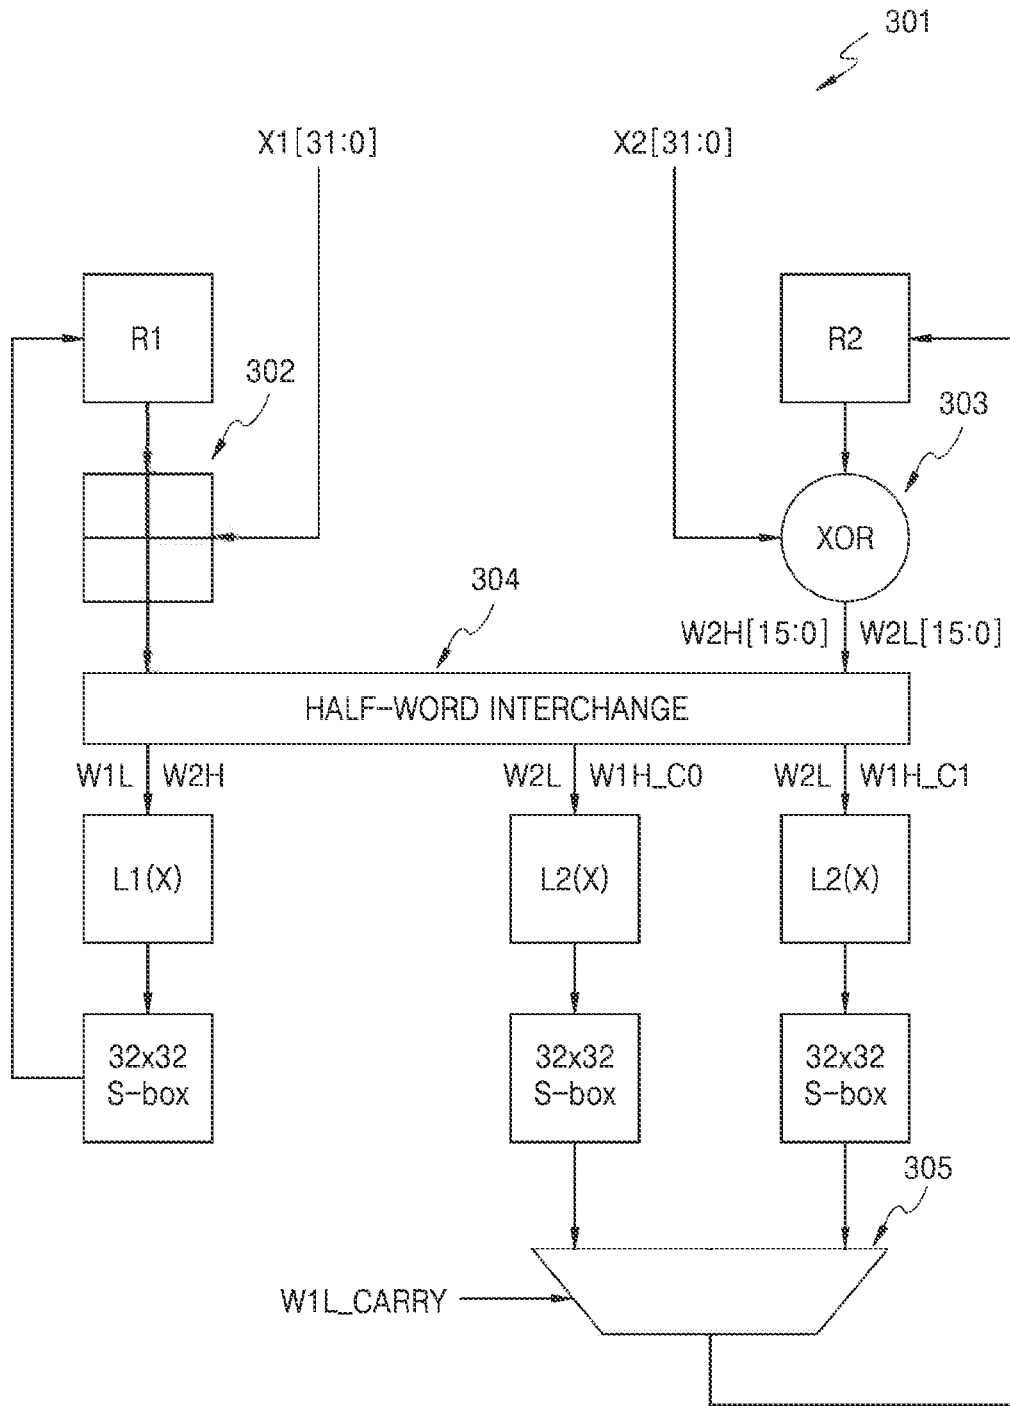 301
X1[31:0]
X2[31:0]
R1
R2
302
303
XOR
304
W2H[15:0]
W2L[15:0]
HALF-WORD INTERCHANGE
W1L
W2H
W2L
W1H_C0
W2L
W1H_C1
L1(X)
L2(X)
L2(X)
32x32
S-box
32x32
S-box
32x32
S-box
305
W1L_CARRY